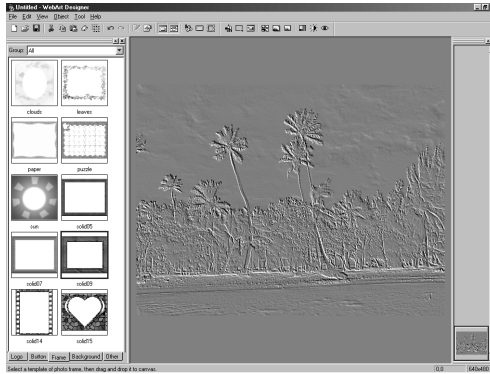 Untitled - WebArt Designer
File Edit View Object Tool Help
Group: All
clouds leaves
paper puzzle
sun solid05
solid07 solid09
solid14 solid15
Logo Button Frame Background Other
Select a template of photo frame, then drag and drop it to canvas. 0,0 640x480